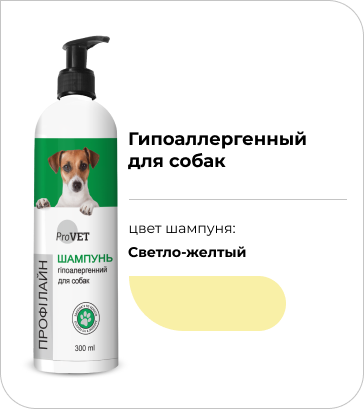 Гипоаллергенный
для собак
цвет шампуня:
Светло-желтый
ProVET
ПРОФІЛАЙН
ШАМПУНЬ
гіпоалергенний
для собак
300 ml